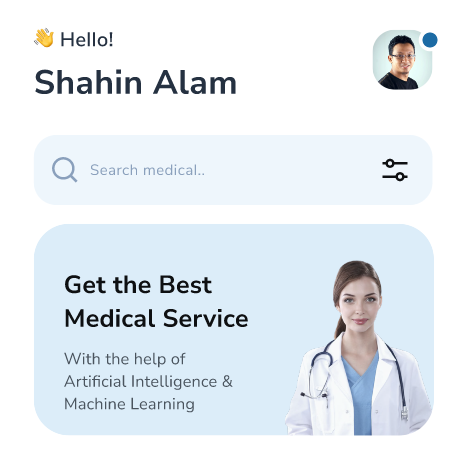 👋 Hello!
Shahin Alam
Search medical..
Get the Best
Medical Service
With the help of
Artificial Intelligence &
Machine Learning